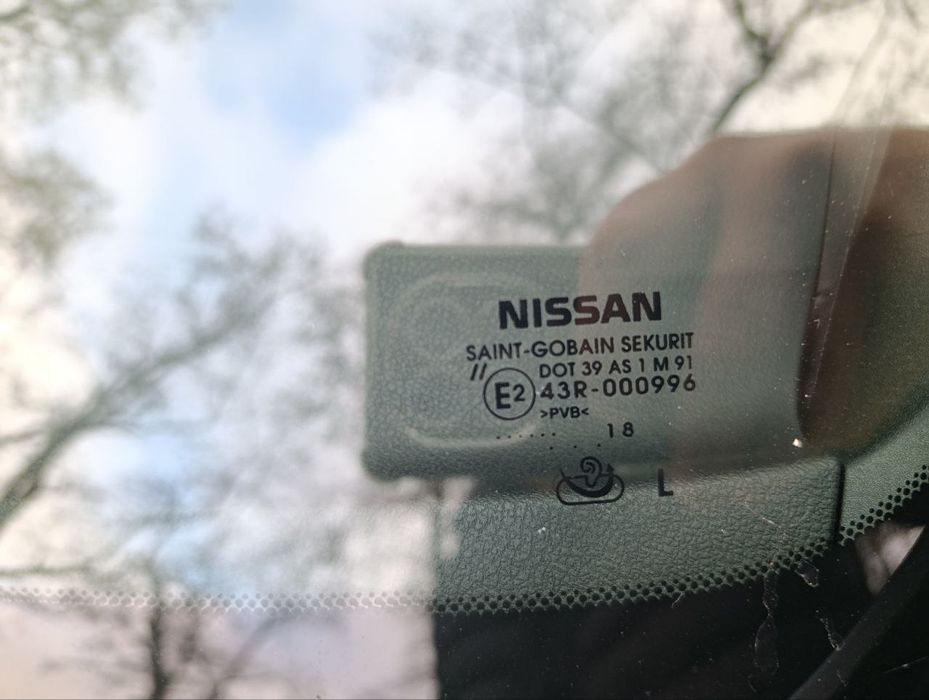 NISSAN
SAINT-GOBAIN SEKURIT
// DOT 39 AS 1 M 91
E2 43R-000996
>PVB<
....... 18
. .
L